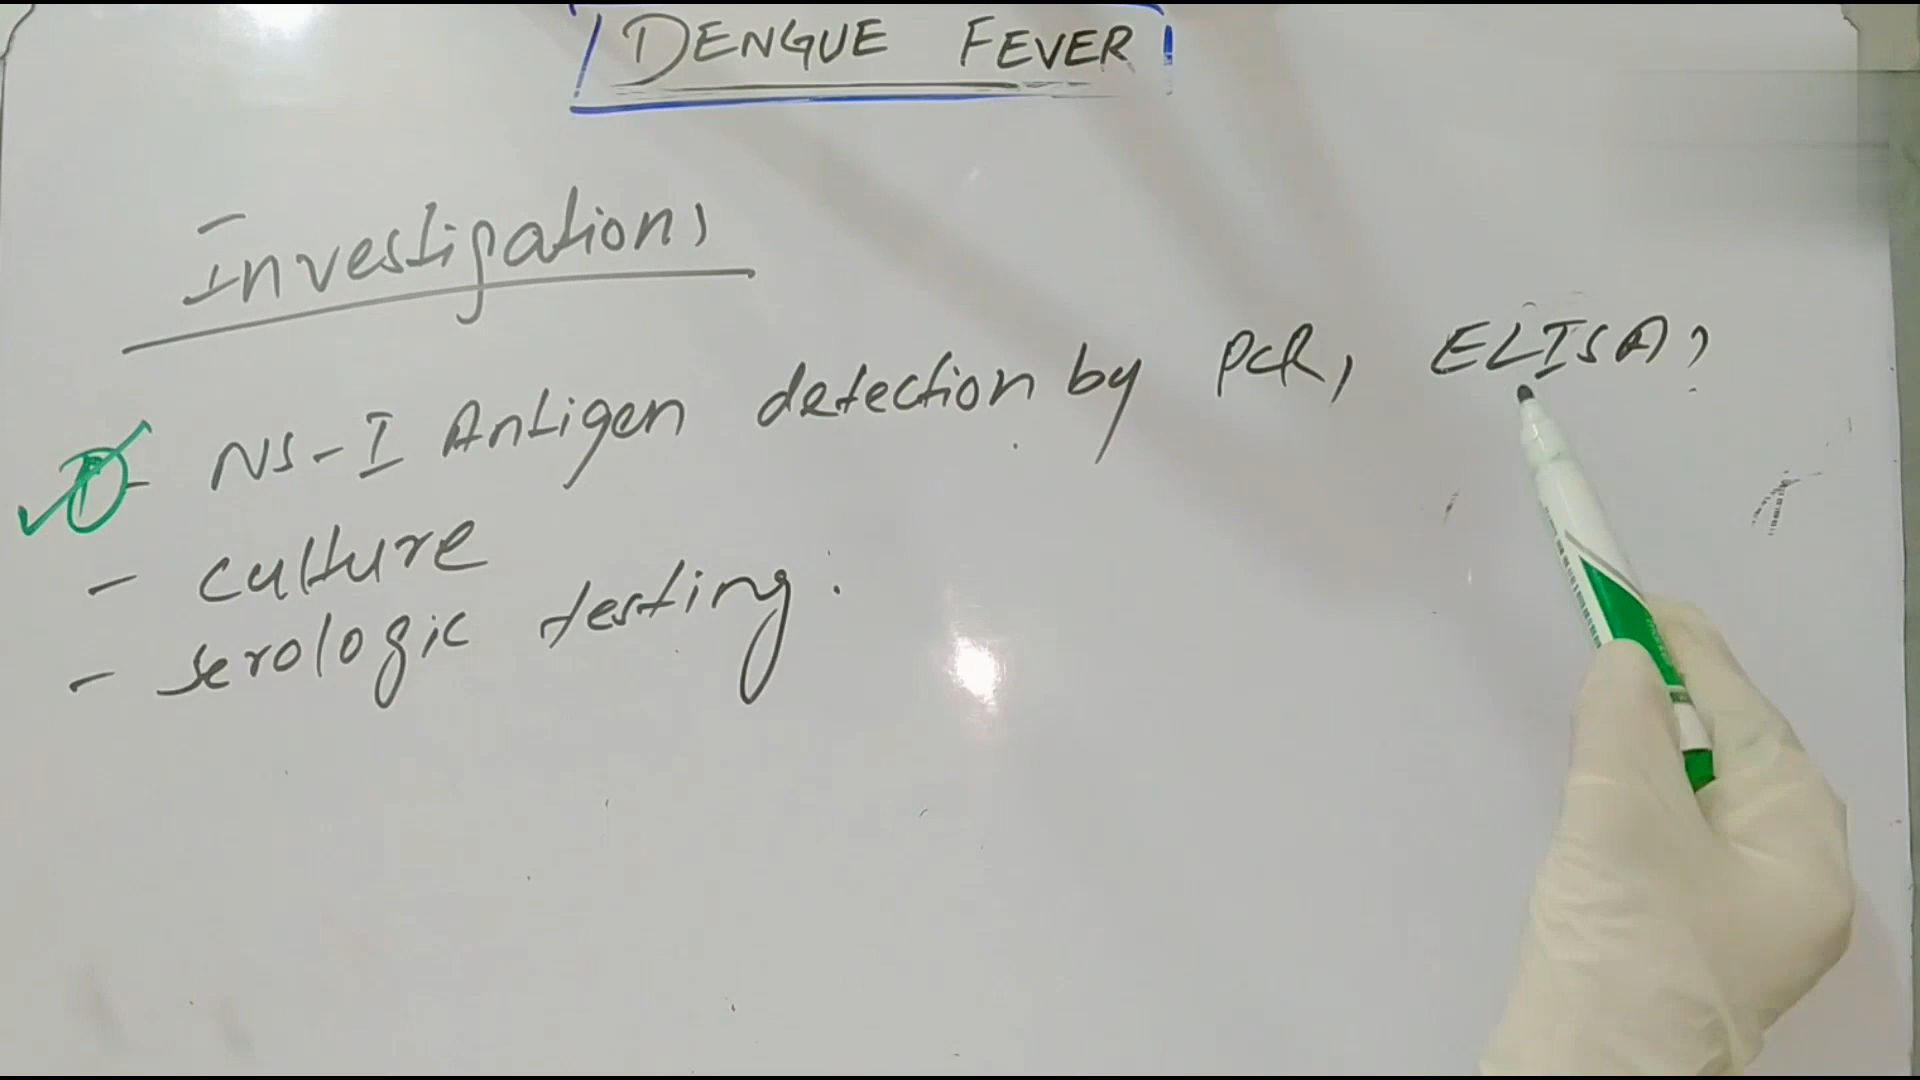 DENGUE FEVER
Investigations
1- NS-I Antigen detection by PCR, ELISA,
- culture
- serologic testing.